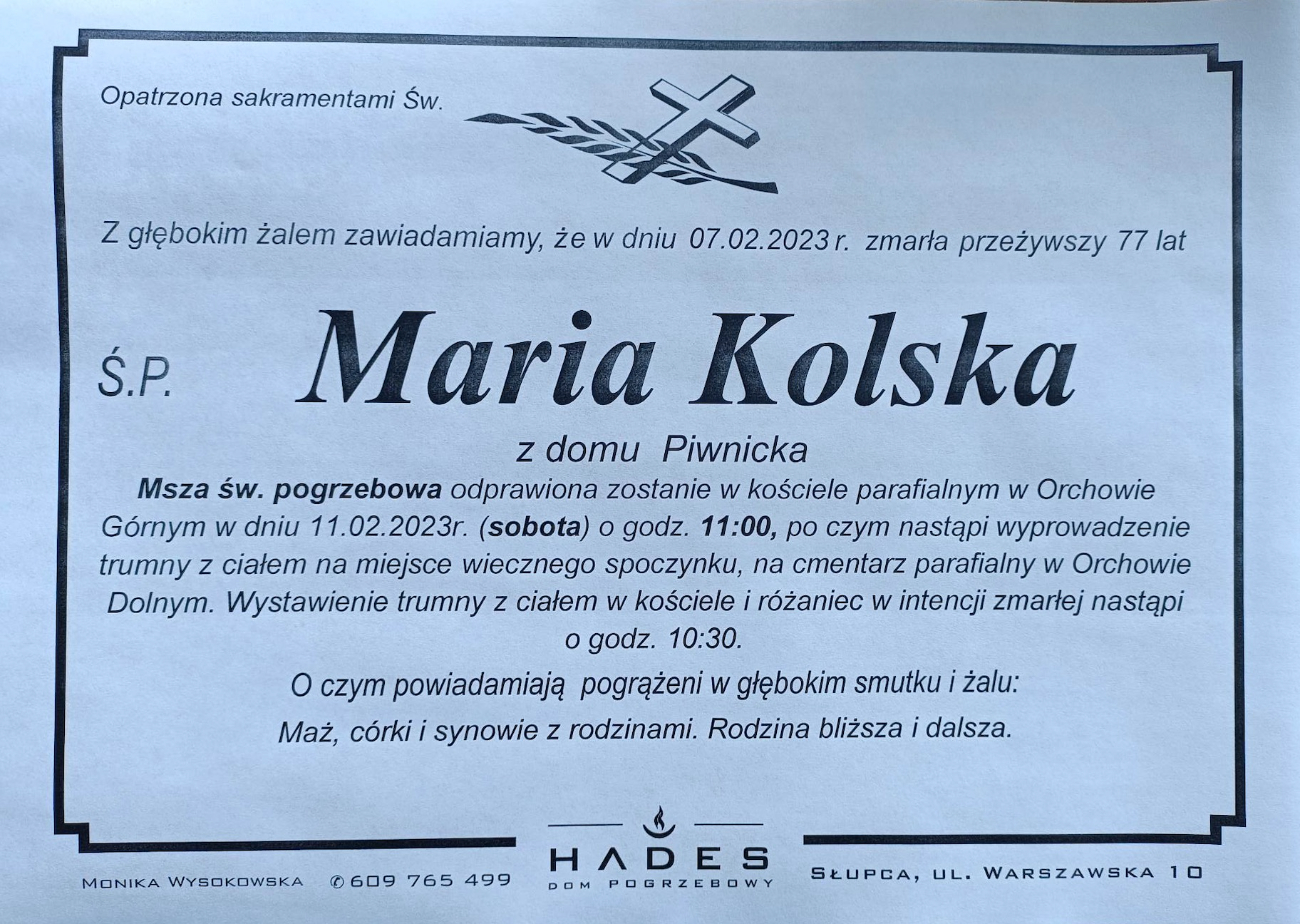 Opatrzona sakramentami Św.
Z głębokim żalem zawiadamiamy, że w dniu 07.02.2023 r. zmarła przeżywszy 77 lat
Ś.P. Maria Kolska
z domu Piwnicka
Msza św. pogrzebowa odprawiona zostanie w kościele parafialnym w Orchowie
Górnym w dniu 11.02.2023r. (sobota) o godz. 11:00, po czym nastąpi wyprowadzenie
trumny z ciałem na miejsce wiecznego spoczynku, na cmentarz parafialny w Orchowie
Dolnym. Wystawienie trumny z ciałem w kościele i różaniec w intencji zmarłej nastąpi
o godz. 10:30.
O czym powiadamiają pogrążeni w głębokim smutku i żalu:
Maż, córki i synowie z rodzinami. Rodzina bliższa i dalsza.
HADES
DOM POGRZEBOWY
MONIKA WYSOKOWSKA ✆ 609 765 499
SŁUPCA, UL. WARSZAWSKA 10